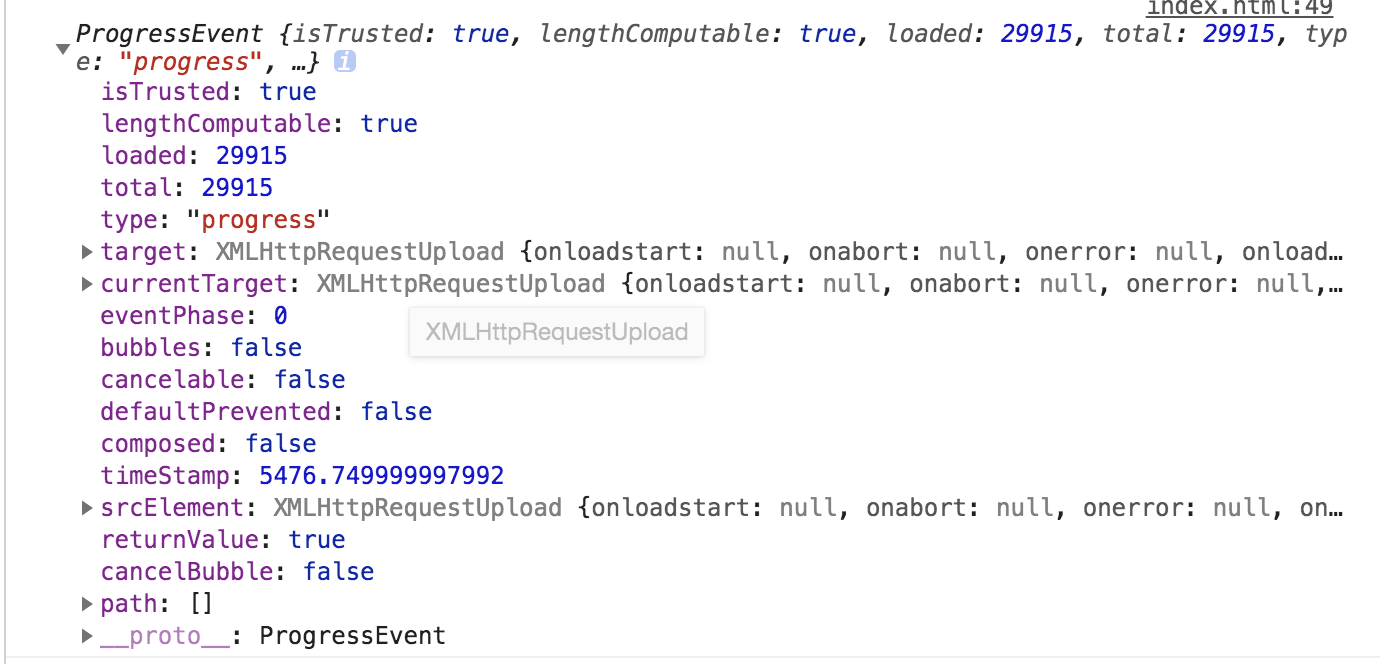 index.html:49
ProgressEvent {isTrusted: true, lengthComputable: true, loaded: 29915, total: 29915, typ
e: "progress", …}
isTrusted: true
lengthComputable: true
loaded: 29915
total: 29915
type: "progress"
target: XMLHttpRequestUpload {onloadstart: null, onabort: null, onerror: null, onload…
currentTarget: XMLHttpRequestUpload {onloadstart: null, onabort: null, onerror: null,…
eventPhase: 0
XMLHttpRequestUpload
bubbles: false
cancelable: false
defaultPrevented: false
composed: false
timeStamp: 5476.749999997992
srcElement: XMLHttpRequestUpload {onloadstart: null, onabort: null, onerror: null, on…
returnValue: true
cancelBubble: false
path: []
__proto__: ProgressEvent